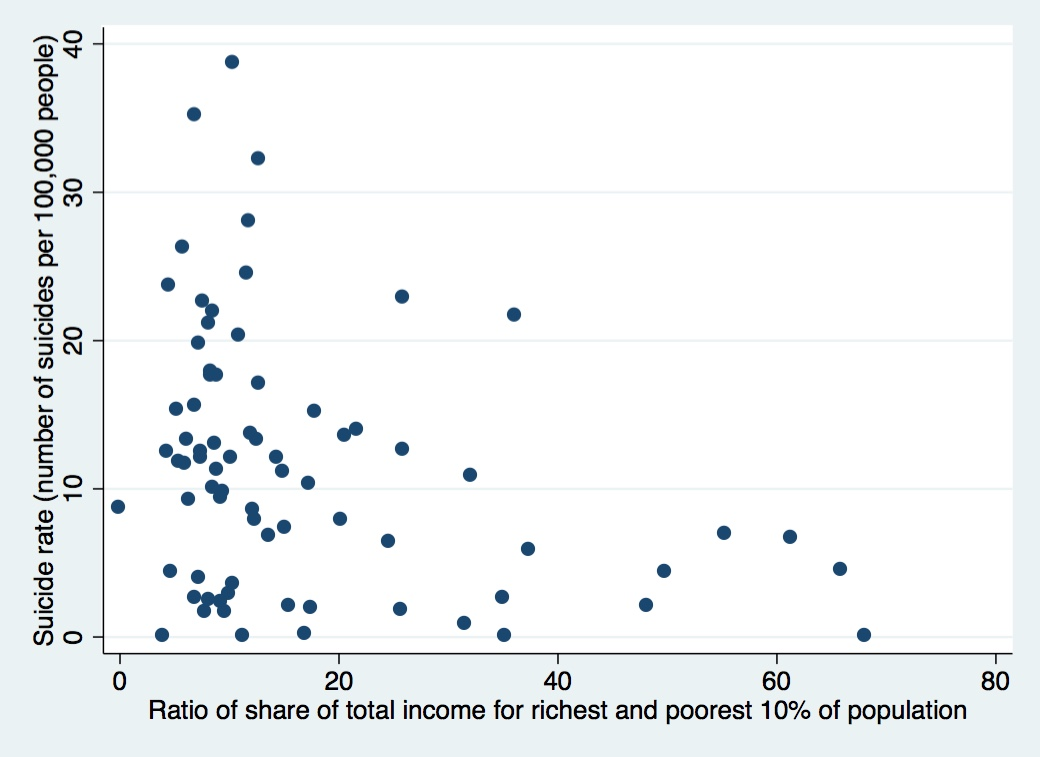 Suicide rate (number of suicides per 100,000 people)
40
30
20
10
0
0 20 40 60 80
Ratio of share of total income for richest and poorest 10% of population